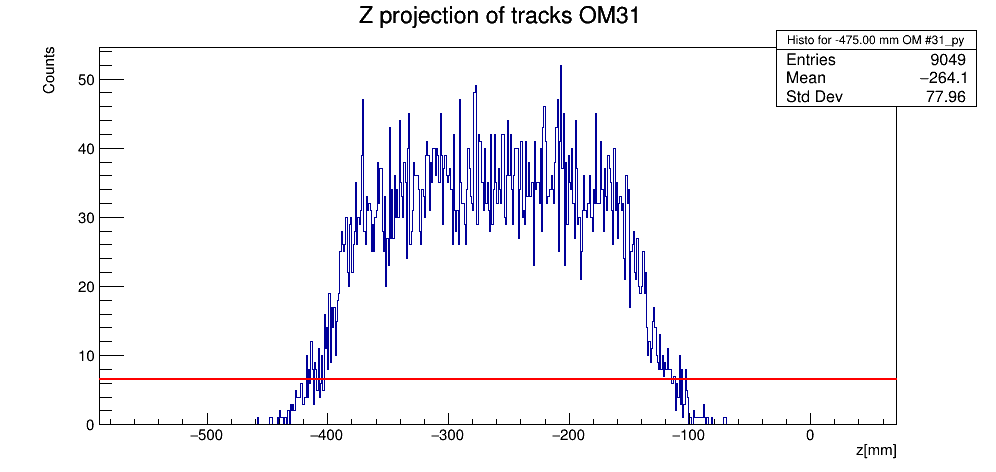 Z projection of tracks OM31
Histo for -475.00 mm OM #31_py
Entries 9049
Mean −264.1
Std Dev 77.96
Counts
50
40
30
20
10
0
−500 −400 −300 −200 −100 0
z[mm]